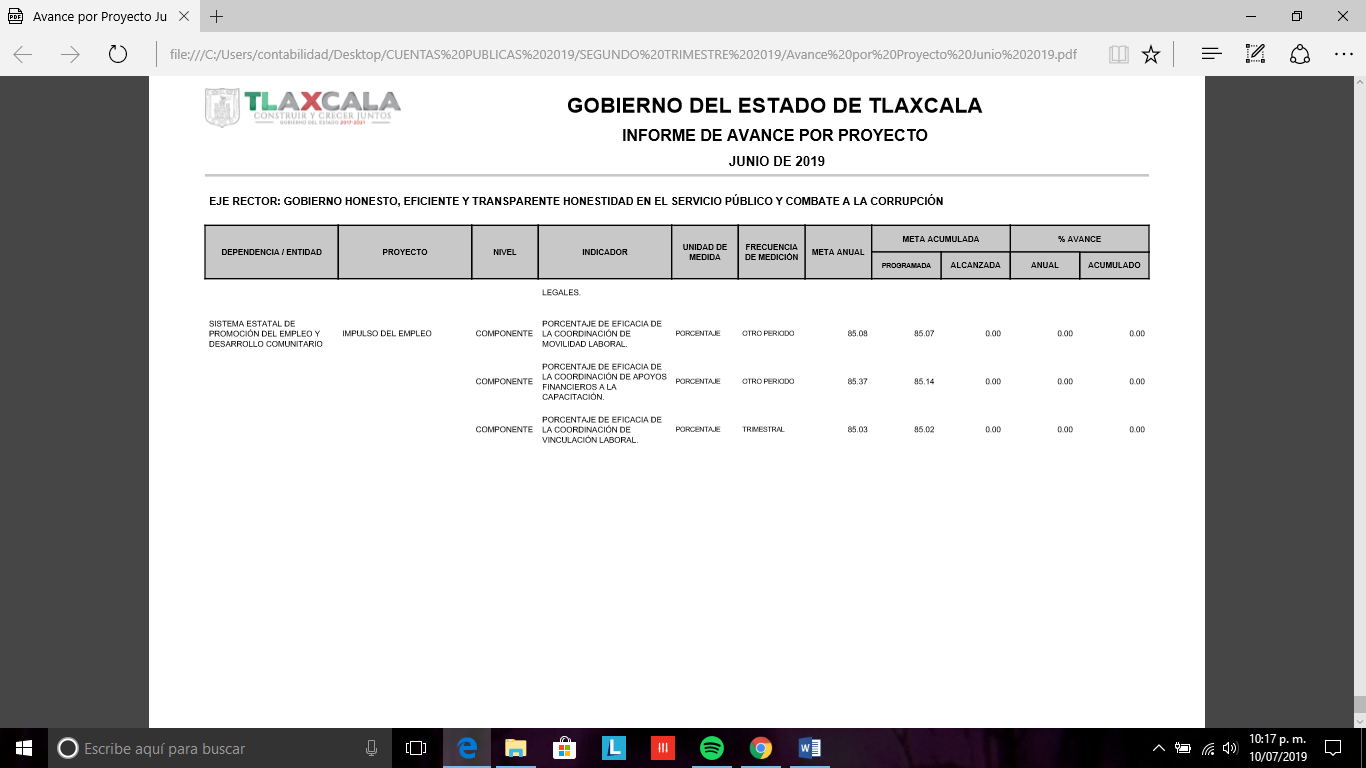 Avance por Proyecto Ju
file:///C:/Users/contabilidad/Desktop/CUENTAS%20PUBLICAS%202019/SEGUNDO%20TRIMESTRE%202019/Avance%20por%20Proyecto%20Junio%202019.pdf
TLAXCALA
CONSTRUIR Y CRECER JUNTOS
GOBIERNO DEL ESTADO 2017-2021
GOBIERNO DEL ESTADO DE TLAXCALA
INFORME DE AVANCE POR PROYECTO
JUNIO DE 2019
EJE RECTOR: GOBIERNO HONESTO, EFICIENTE Y TRANSPARENTE HONESTIDAD EN EL SERVICIO PÚBLICO Y COMBATE A LA CORRUPCIÓN
DEPENDENCIA / ENTIDAD PROYECTO NIVEL INDICADOR UNIDAD DE MEDIDA FRECUENCIA DE MEDICIÓN META ANUAL META ACUMULADA % AVANCE
PROGRAMADA ALCANZADA ANUAL ACUMULADO
LEGALES.
SISTEMA ESTATAL DE
PROMOCIÓN DEL EMPLEO Y
DESARROLLO COMUNITARIO
IMPULSO DEL EMPLEO
COMPONENTE
PORCENTAJE DE EFICACIA DE
LA COORDINACIÓN DE
MOVILIDAD LABORAL.
PORCENTAJE OTRO PERIODO 85.08 85.07 0.00 0.00 0.00
COMPONENTE
PORCENTAJE DE EFICACIA DE
LA COORDINACIÓN DE APOYOS
FINANCIEROS A LA
CAPACITACIÓN.
PORCENTAJE OTRO PERIODO 85.37 85.14 0.00 0.00 0.00
COMPONENTE
PORCENTAJE DE EFICACIA DE
LA COORDINACIÓN DE
VINCULACIÓN LABORAL.
PORCENTAJE TRIMESTRAL 85.03 85.02 0.00 0.00 0.00
Escribe aquí para buscar
10:17 p. m.
10/07/2019